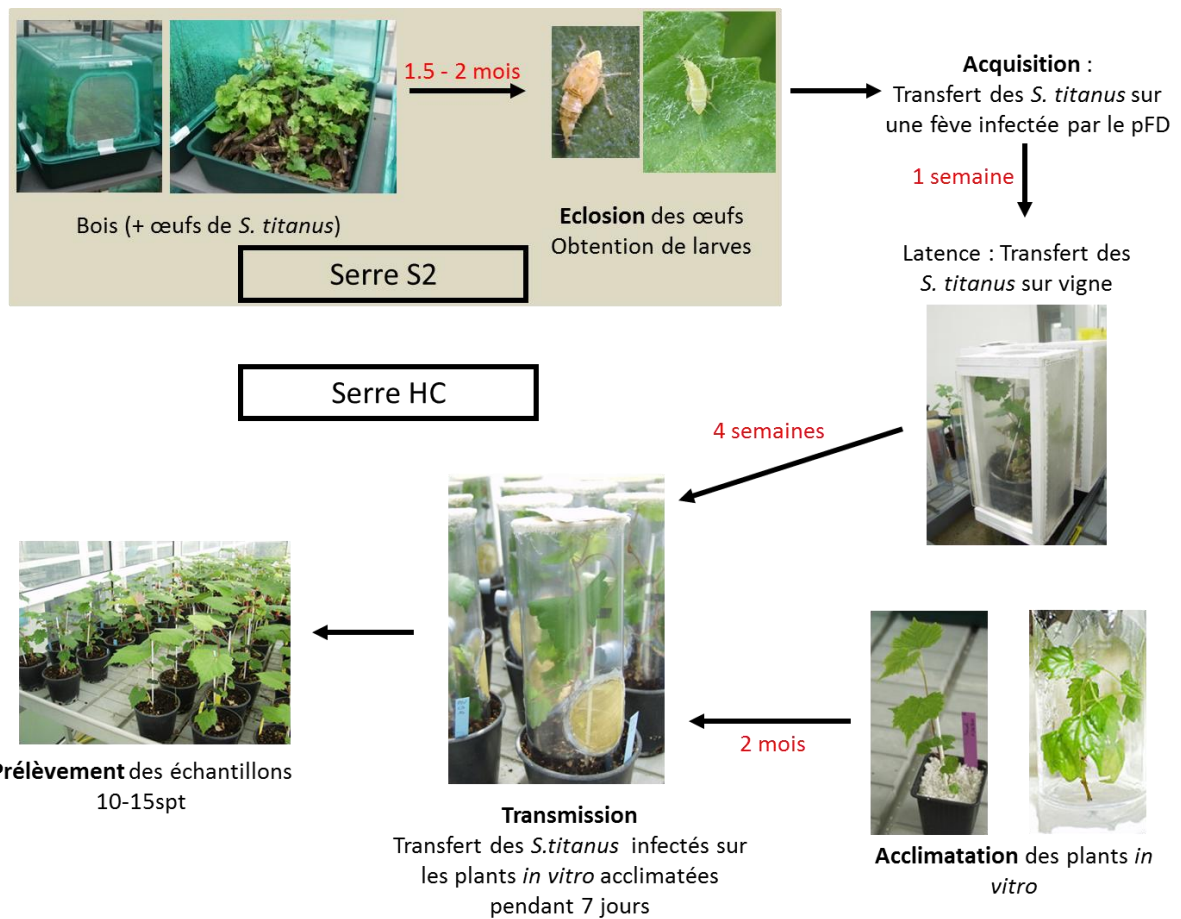 1.5 - 2 mois
Bois (+ œufs de S. titanus)
Eclosion des œufs
Obtention de larves
Serre S2
Acquisition :
Transfert des S. titanus sur
une fève infectée par le pFD
1 semaine
Latence : Transfert des
S. titanus sur vigne
Serre HC
4 semaines
2 mois
Prélèvement des échantillons
10-15spt
Transmission
Transfert des S.titanus infectés sur
les plants in vitro acclimatées
pendant 7 jours
Acclimatation des plants in
vitro